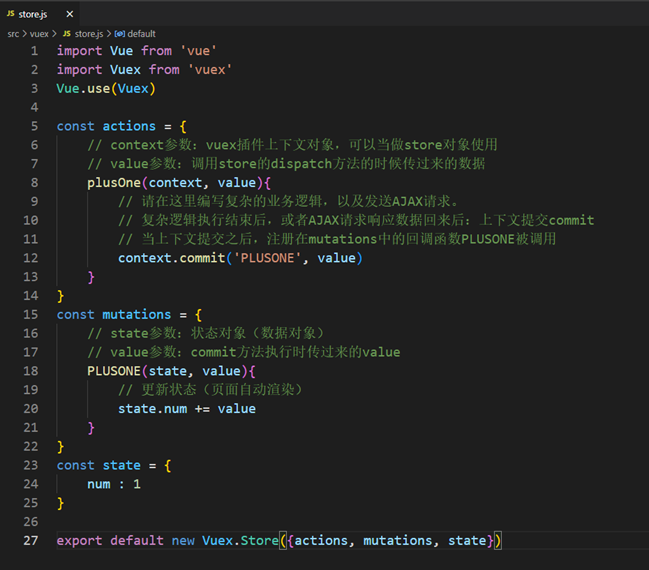 JS store.js ×
src > vuex > JS store.js > default
1 import Vue from 'vue'
2 import Vuex from 'vuex'
3 Vue.use(Vuex)
4
5 const actions = {
6 // context参数：vuex插件上下文对象，可以当做store对象使用
7 // value参数：调用store的dispatch方法的时候传过来的数据
8 plusOne(context, value){
9 // 请在这里编写复杂的业务逻辑，以及发送AJAX请求。
10 // 复杂逻辑执行结束后，或者AJAX请求响应数据回来后：上下文提交commit
11 // 当上下文提交之后，注册在mutations中的回调函数PLUSONE被调用
12 context.commit('PLUSONE', value)
13 }
14 }
15 const mutations = {
16 // state参数：状态对象（数据对象）
17 // value参数：commit方法执行时传过来的value
18 PLUSONE(state, value){
19 // 更新状态（页面自动渲染）
20 state.num += value
21 }
22 }
23 const state = {
24 num : 1
25 }
26
27 export default new Vuex.Store({actions, mutations, state})